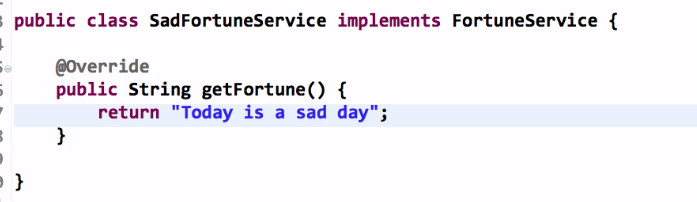 public class SadFortuneService implements FortuneService {
@Override
public String getFortune() {
return "Today is a sad day";
}
}